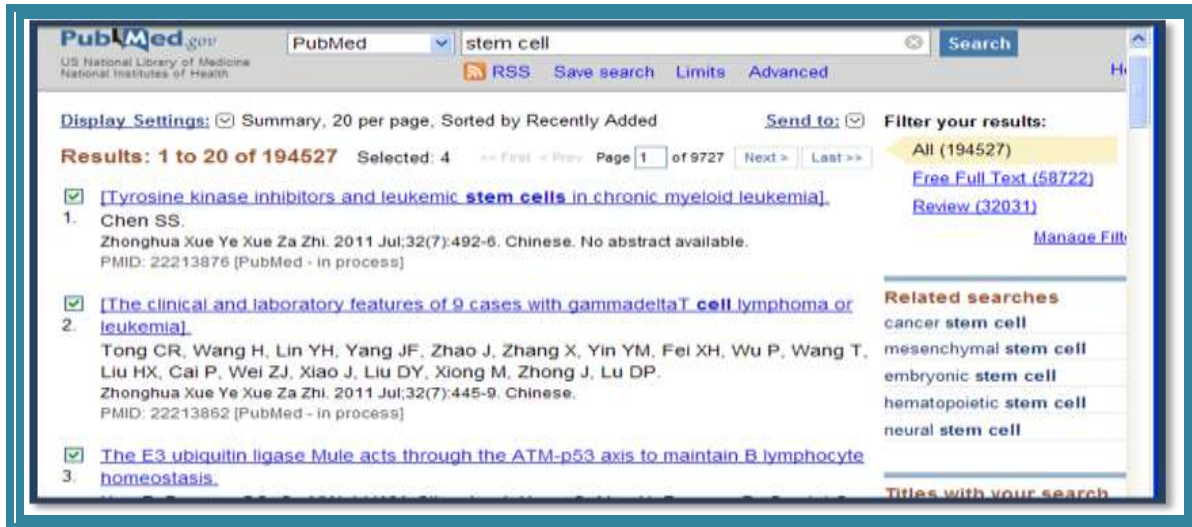 PubMed.gov
US National Library of Medicine
National Institutes of Health
PubMed
stem cell
Search
RSS Save search Limits Advanced
Display Settings: Summary, 20 per page, Sorted by Recently Added Send to:
Results: 1 to 20 of 194527 Selected: 4 << First < Prev Page 1 of 9727 Next > Last >>
1. [Tyrosine kinase inhibitors and leukemic stem cells in chronic myeloid leukemia].
Chen SS.
Zhonghua Xue Ye Xue Za Zhi. 2011 Jul;32(7):492-6. Chinese. No abstract available.
PMID: 22213876 [PubMed - in process]
2. [The clinical and laboratory features of 9 cases with gammadeltaT cell lymphoma or
leukemia].
Tong CR, Wang H, Lin YH, Yang JF, Zhao J, Zhang X, Yin YM, Fei XH, Wu P, Wang T,
Liu HX, Cai P, Wei ZJ, Xiao J, Liu DY, Xiong M, Zhong J, Lu DP.
Zhonghua Xue Ye Xue Za Zhi. 2011 Jul;32(7):445-9. Chinese.
PMID: 22213862 [PubMed - in process]
3. The E3 ubiquitin ligase Mule acts through the ATM-p53 axis to maintain B lymphocyte
homeostasis.
Filter your results:
All (194527)
Free Full Text (58722)
Review (32031)
Manage Filt
Related searches
cancer stem cell
mesenchymal stem cell
embryonic stem cell
hematopoietic stem cell
neural stem cell
Titles with your search